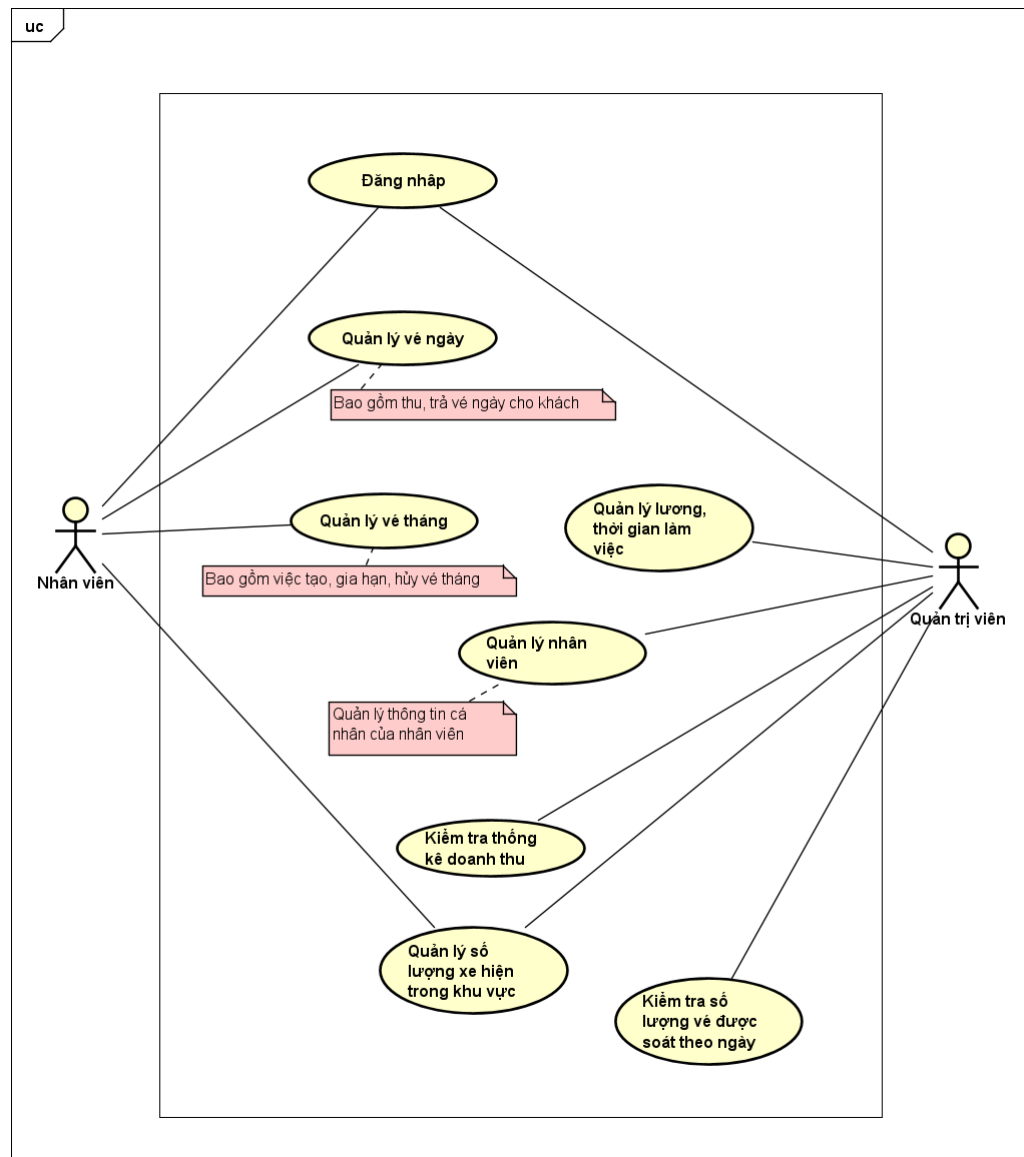 uc
Đăng nhâp
Quản lý vé ngày
Bao gồm thu, trả vé ngày cho khách
Quản lý vé tháng
Bao gồm việc tạo, gia hạn, hủy vé tháng
Quản lý lương,
thời gian làm
việc
Nhân viên
Quản trị viên
Quản lý nhân
viên
Quản lý thông tin cá
nhân của nhân viên
Kiểm tra thống
kê doanh thu
Quản lý số
lượng xe hiện
trong khu vực
Kiểm tra số
lượng vé được
soát theo ngày